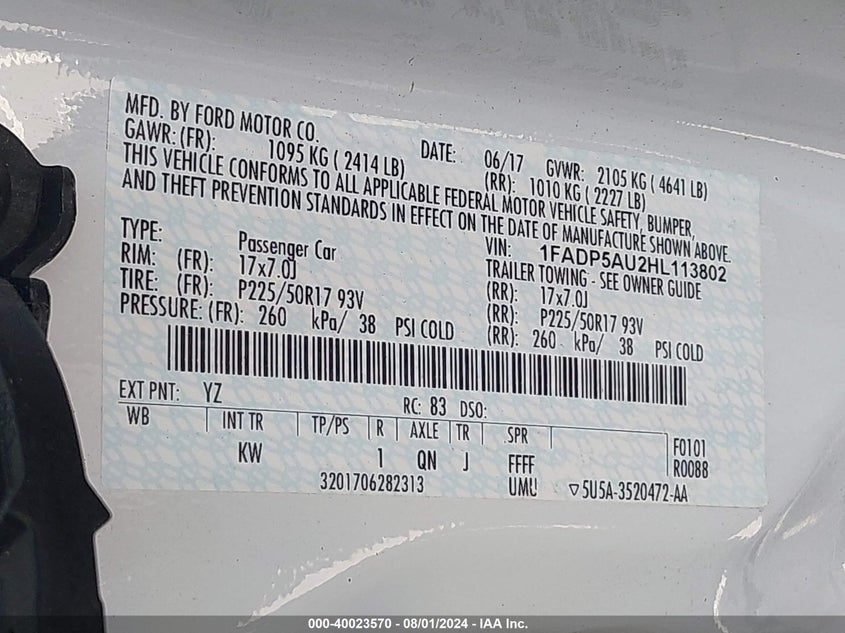 MFD. BY FORD MOTOR CO.
DATE: 06/17 GVWR: 2105 KG ( 4641 LB)
GAWR: (FR): 1095 KG ( 2414 LB) (RR): 1010 KG ( 2227 LB)
THIS VEHICLE CONFORMS TO ALL APPLICABLE FEDERAL MOTOR VEHICLE SAFETY, BUMPER,
AND THEFT PREVENTION STANDARDS IN EFFECT ON THE DATE OF MANUFACTURE SHOWN ABOVE.
VIN: 1FADP5AU2HL113802
TYPE: Passenger Car TRAILER TOWING - SEE OWNER GUIDE
RIM: (FR): 17x7.0J (RR): 17x7.0J
TIRE: (FR): P225/50R17 93V (RR): P225/50R17 93V
PRESSURE: (FR): 260 kPa/ 38 PSI COLD (RR): 260 kPa/ 38 PSI COLD
EXT PNT: YZ RC: 83 DSO:
WB INT TR TP/PS R AXLE TR SPR F0101
KW 1 QN J FFFF R0088
3201706282313 UMU ▽5U5A-3520472-AA
000-40023570 - 08/01/2024 - IAA Inc.